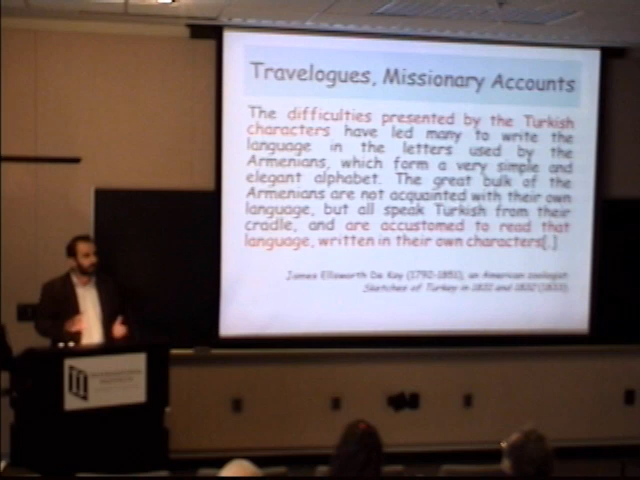 Travelogues, Missionary Accounts
The difficulties presented by the Turkish
characters have led many to write the
language in the letters used by the
Armenians, which form a very simple and
elegant alphabet. The great bulk of the
Armenians are not acquainted with their own
language, but all speak Turkish from their
cradle, and are accustomed to read that
language, written in their own characters[.]
James Ellsworth De Kay (1792-1851), an American zoologist
Sketches of Turkey in 1831 and 1832 (1833)